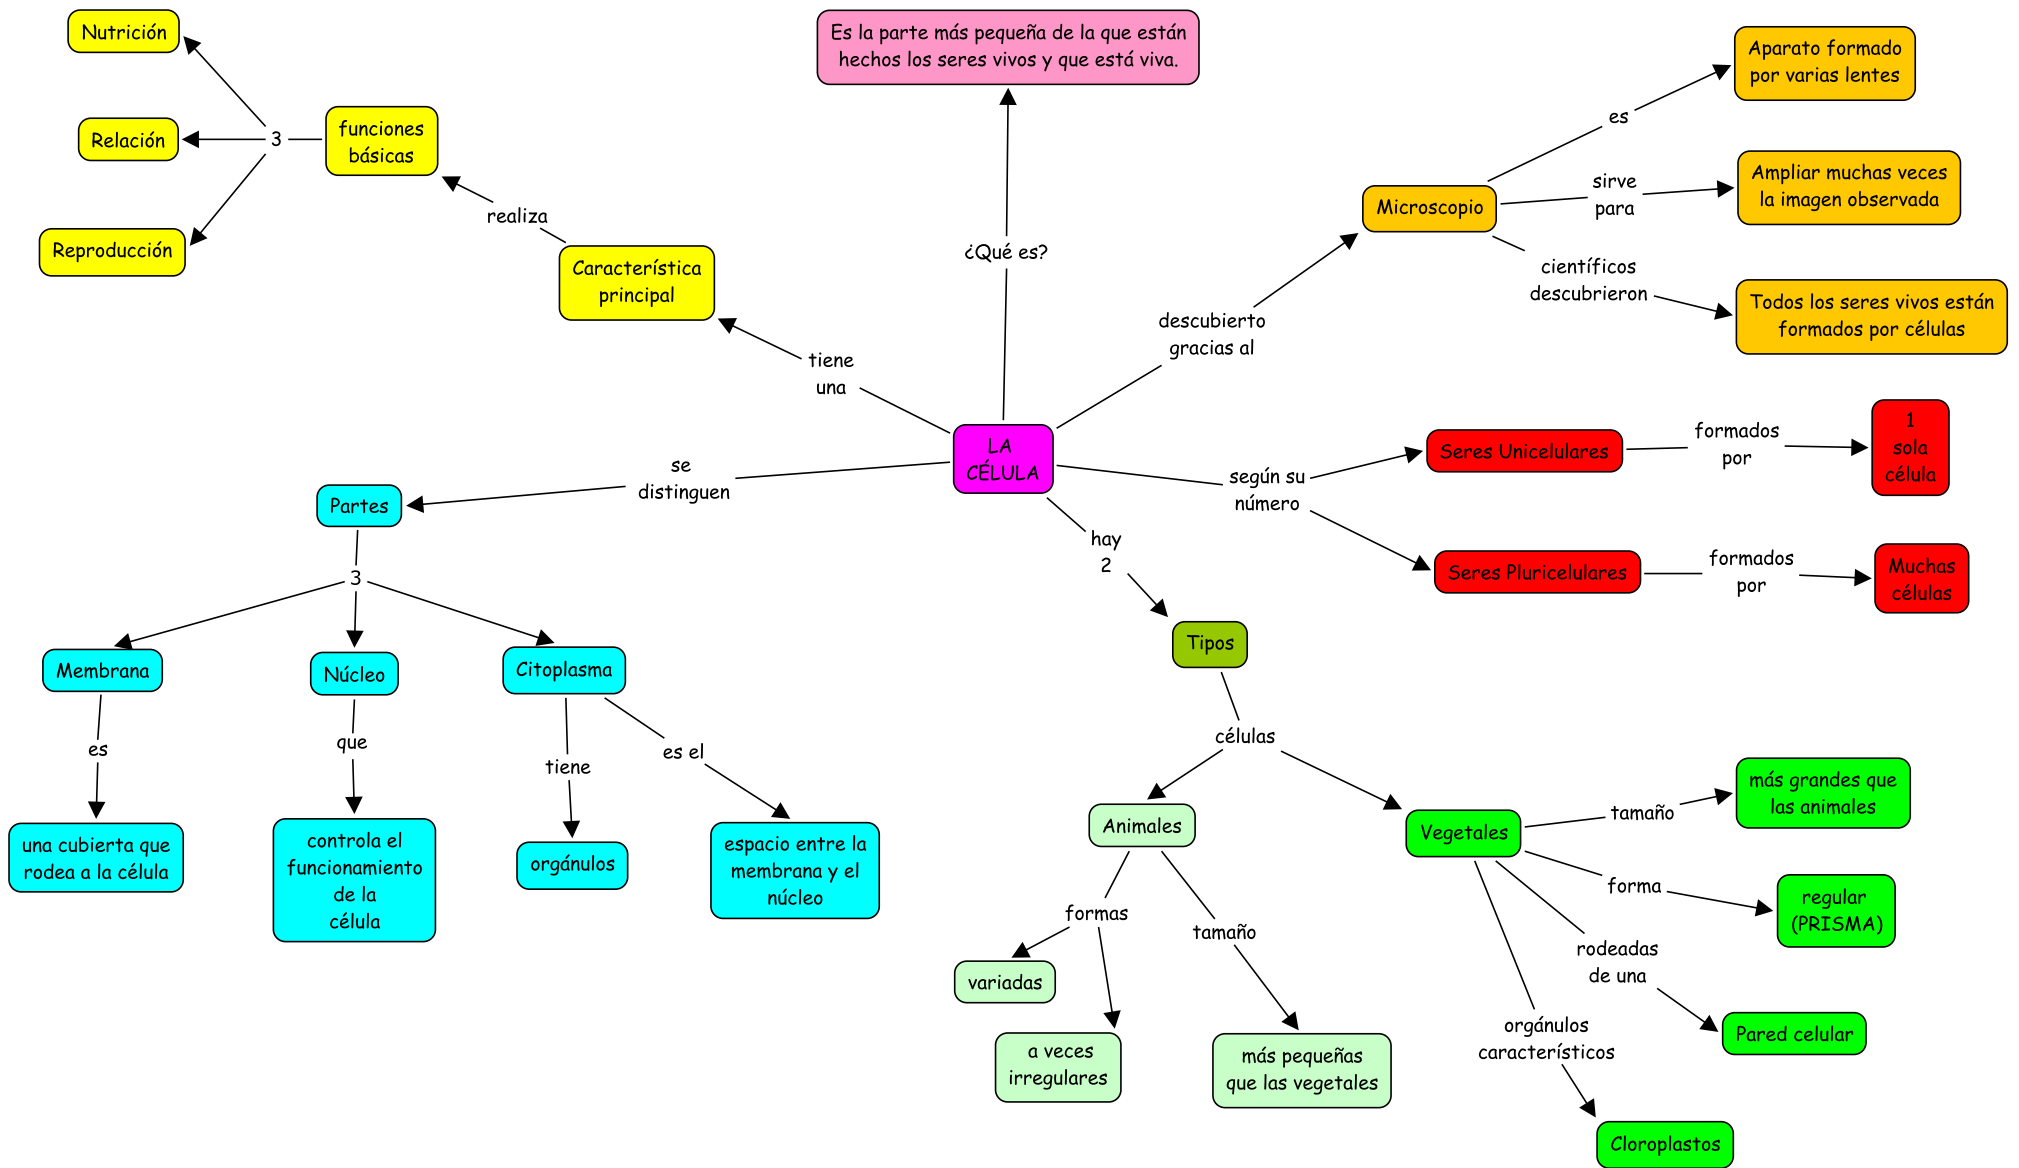 Nutrición
Relación
Reproducción
3
funciones
básicas
realiza
Característica
principal
tiene
una
Es la parte más pequeña de la que están
hechos los seres vivos y que está viva.
¿Qué es?
LA
CÉLULA
descubierto
gracias al
Microscopio
es
Aparato formado
por varias lentes
sirve
para
Ampliar muchas veces
la imagen observada
científicos
descubrieron
Todos los seres vivos están
formados por células
según su
número
Seres Unicelulares
formados
por
1
sola
célula
Seres Pluricelulares
formados
por
Muchas
células
se
distinguen
Partes
3
Membrana
es
una cubierta que
rodea a la célula
Núcleo
que
controla el
funcionamiento
de la
célula
Citoplasma
tiene
orgánulos
es el
espacio entre la
membrana y el
núcleo
hay
2
Tipos
células
Animales
formas
variadas
a veces
irregulares
tamaño
más pequeñas
que las vegetales
Vegetales
tamaño
más grandes que
las animales
forma
regular
(PRISMA)
rodeadas
de una
Pared celular
orgánulos
característicos
Cloroplastos